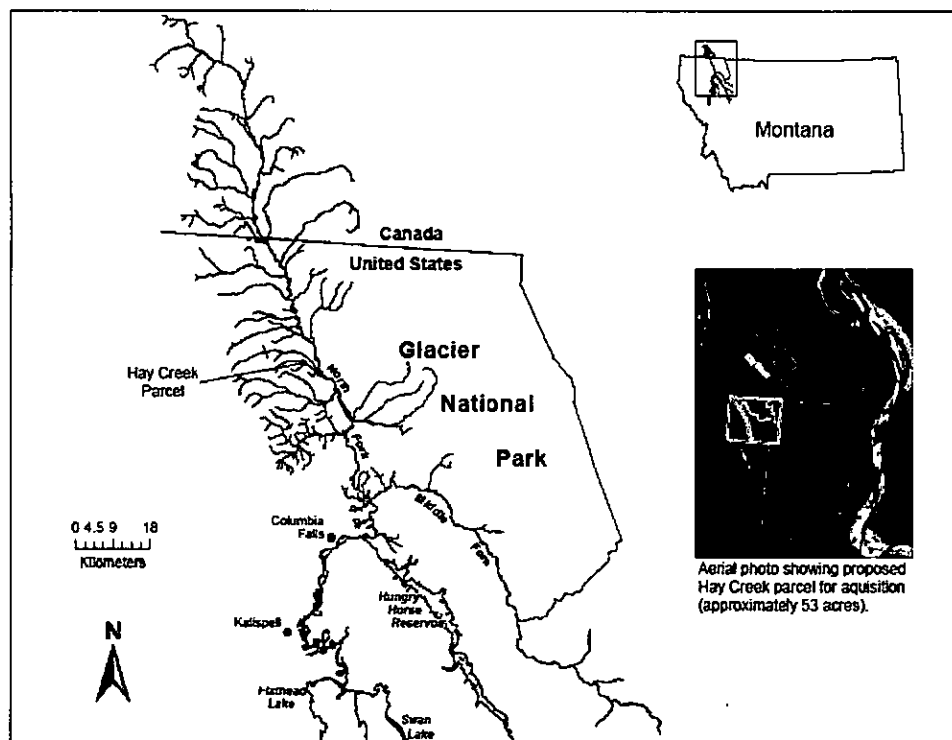 Montana
Canada
United States
Glacier
National
Park
Hay Creek
Parcel
North
Fork
Middle
Fork
Columbia
Falls
0 4.5 9 18
Kilometers
Hungry
Horse
Reservoir
Kalispell
N
Flathead
Lake
Swan
Lake
Aerial photo showing proposed
Hay Creek parcel for aquisition
(approximately 53 acres).